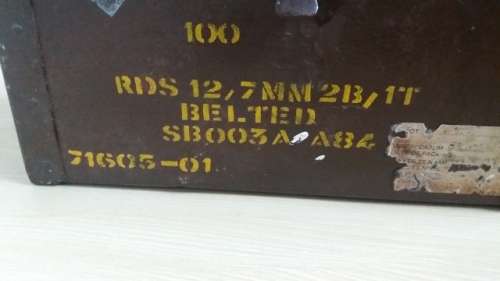 100
RDS 12/7MM 2B/1T
BELTED
SB003A-A84
71605-01